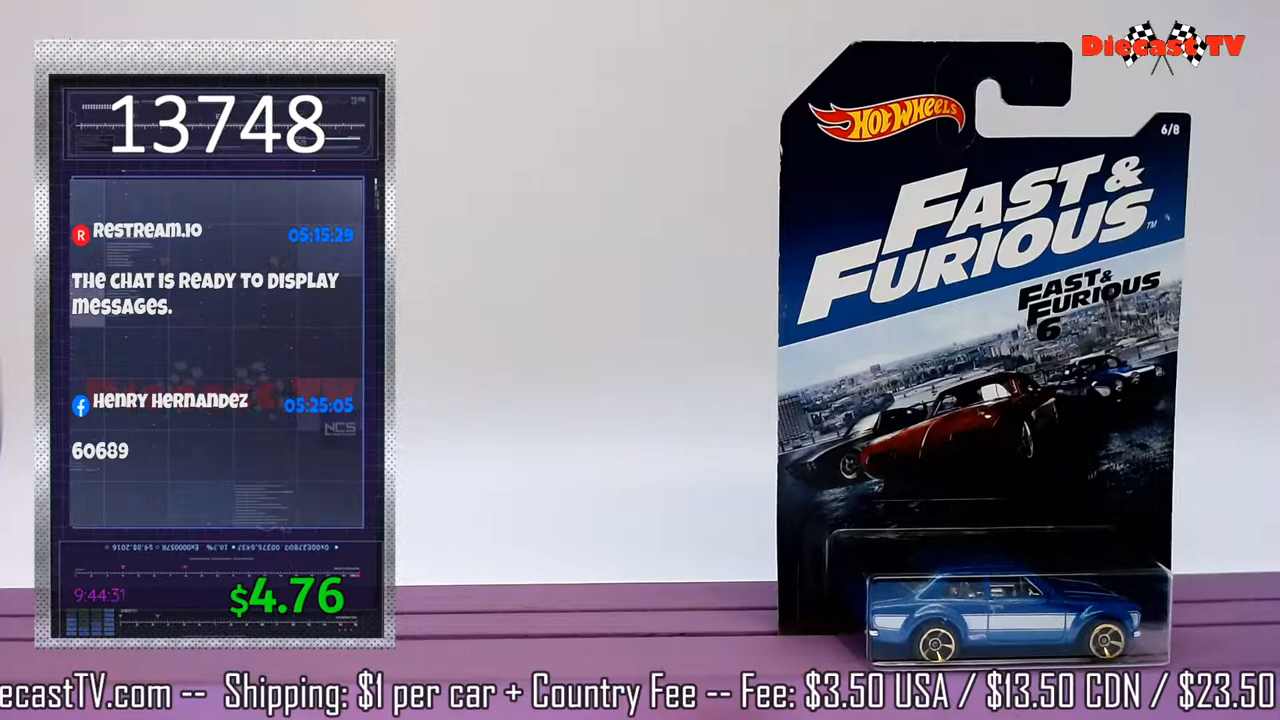 13748
Restream.io 05:15:29
The chat is ready to display
messages.
Henry Hernandez 05:25:05
NCS
60689
9:44:31
$4.76
Diecast TV
Hot Wheels
6/8
FAST &
FURIOUS™
FAST &
FURIOUS
6
ecastTV.com -- Shipping: $1 per car + Country Fee -- Fee: $3.50 USA / $13.50 CDN / $23.50